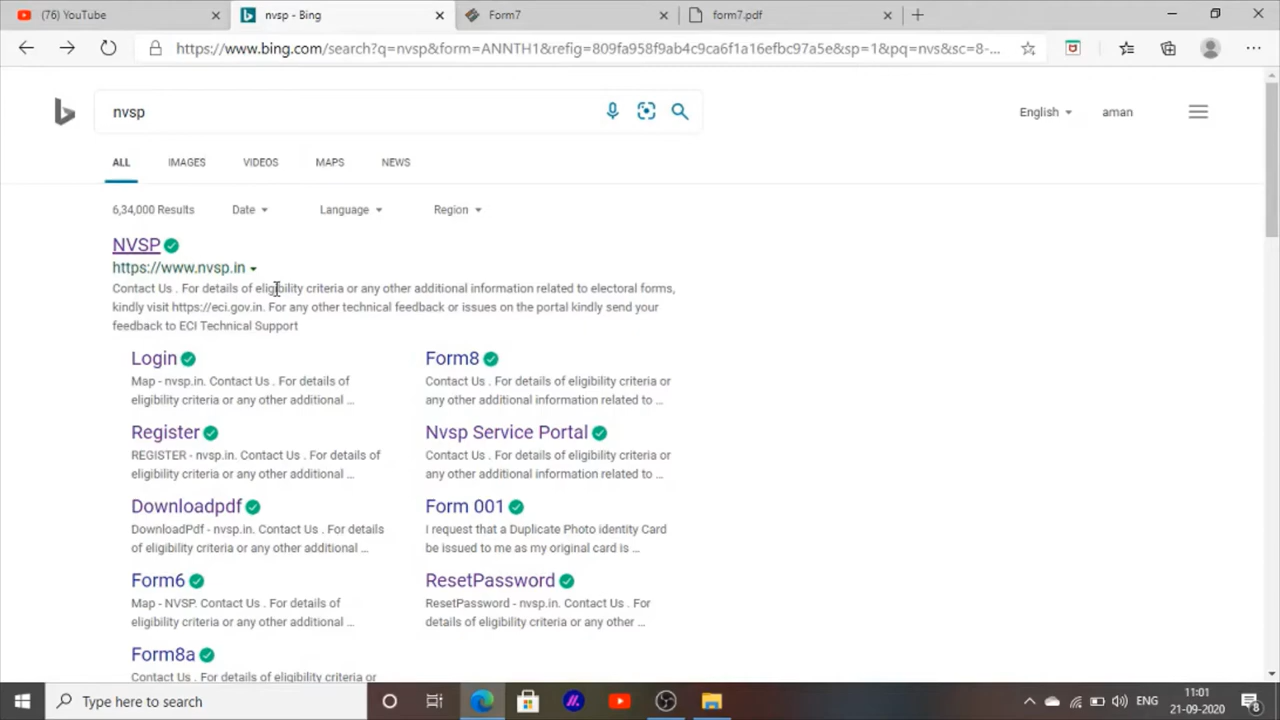 (76) YouTube
nvsp - Bing
Form7
form7.pdf
https://www.bing.com/search?q=nvsp&form=ANNTH1&refig=809fa958f9ab4c9ca6f1a16efbc97a5e&sp=1&pq=nvs&sc=8-...
nvsp
English
aman
ALL IMAGES VIDEOS MAPS NEWS
6,34,000 Results Date Language Region
NVSP
https://www.nvsp.in
Contact Us . For details of eligibility criteria or any other additional information related to electoral forms,
kindly visit https://eci.gov.in. For any other technical feedback or issues on the portal kindly send your
feedback to ECI Technical Support
Login
Map - nvsp.in. Contact Us . For details of
eligibility criteria or any other additional ...
Form8
Contact Us . For details of eligibility criteria or
any other additional information related to ...
Register
REGISTER - nvsp.in. Contact Us . For details of
eligibility criteria or any other additional ...
Nvsp Service Portal
Contact Us . For details of eligibility criteria or
any other additional information related to ...
Downloadpdf
DownloadPdf - nvsp.in. Contact Us . For details
of eligibility criteria or any other additional ...
Form 001
I request that a Duplicate Photo identity Card
be issued to me as my original card is ...
Form6
Map - NVSP. Contact Us . For details of
eligibility criteria or any other additional ...
ResetPassword
ResetPassword - nvsp.in. Contact Us . For
details of eligibility criteria or any other ...
Form8a
Contact Us . For details of eligibility criteria or
Type here to search
ENG
11:01
21-09-2020
8